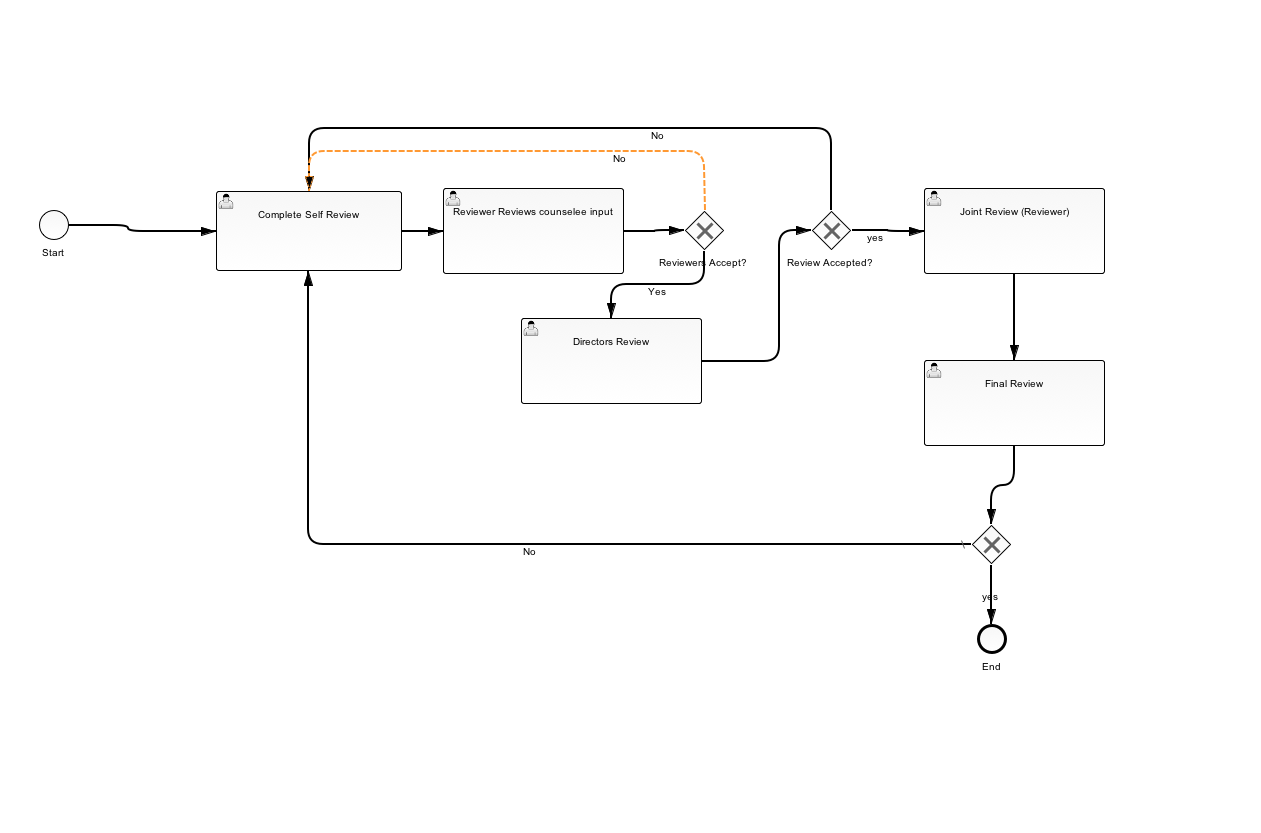 No
No
Complete Self Review
Reviewer Reviews counselee input
Joint Review (Reviewer)
Start
yes
Reviewers Accept?
Review Accepted?
Yes
Directors Review
Final Review
No
yes
End